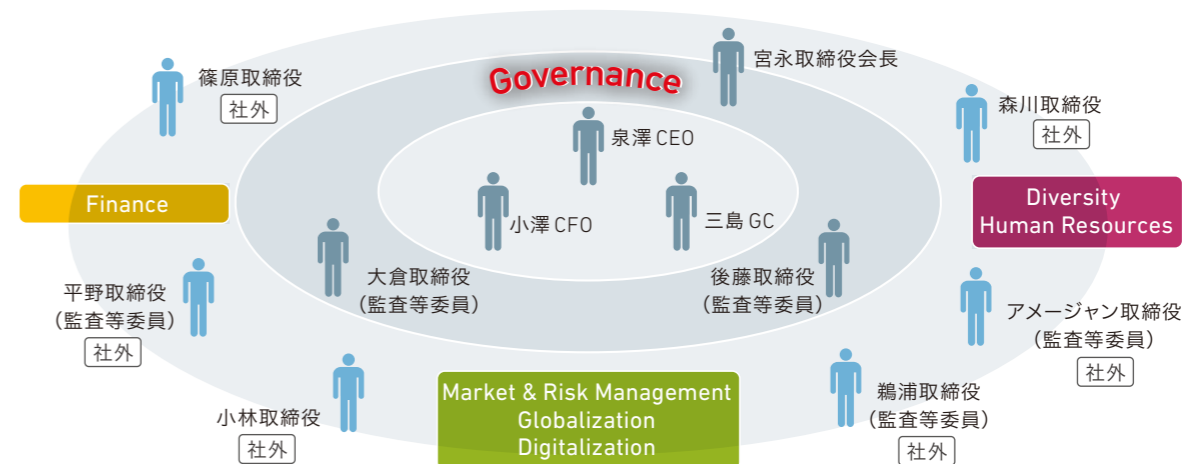 Governance
宮永取締役会長
篠原取締役
社外
森川取締役
社外
泉澤 CEO
小澤 CFO
三島 GC
Finance
Diversity
Human Resources
大倉取締役
（監査等委員）
後藤取締役
（監査等委員）
平野取締役
（監査等委員）
社外
アメージャン取締役
（監査等委員）
社外
小林取締役
社外
Market & Risk Management
Globalization
Digitalization
鵜浦取締役
（監査等委員）
社外